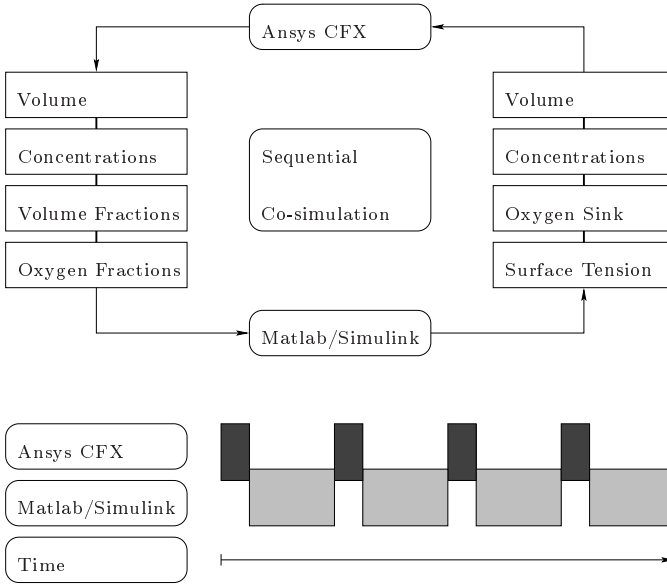 Ansys CFX
Volume
Concentrations
Volume Fractions
Oxygen Fractions
Sequential
Co-simulation
Volume
Concentrations
Oxygen Sink
Surface Tension
Matlab/Simulink
Ansys CFX
Matlab/Simulink
Time